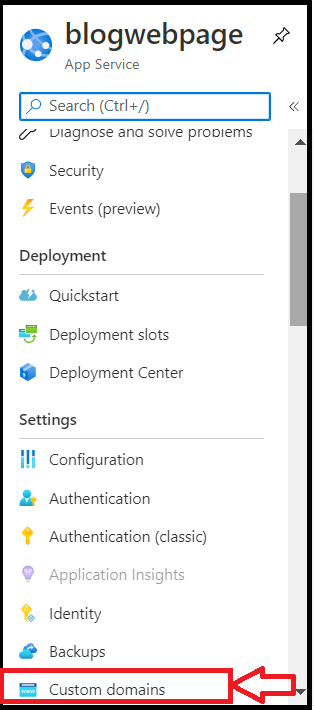 blogwebpage
App Service
Search (Ctrl+/)
Diagnose and solve problems
Security
Events (preview)
Deployment
Quickstart
Deployment slots
Deployment Center
Settings
Configuration
Authentication
Authentication (classic)
Application Insights
Identity
Backups
www Custom domains